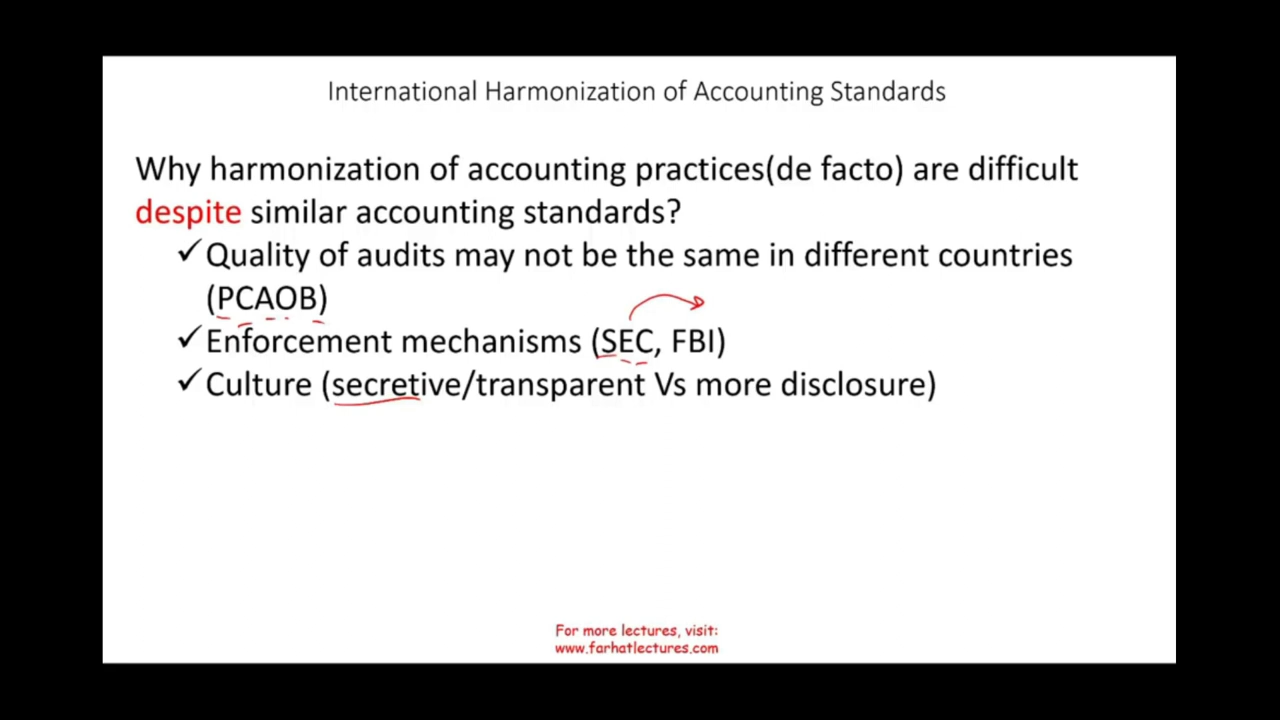 International Harmonization of Accounting Standards
Why harmonization of accounting practices(de facto) are difficult
despite similar accounting standards?
✓Quality of audits may not be the same in different countries
(PCAOB)
✓Enforcement mechanisms (SEC, FBI)
✓Culture (secretive/transparent Vs more disclosure)
For more lectures, visit:
www.farhatlectures.com